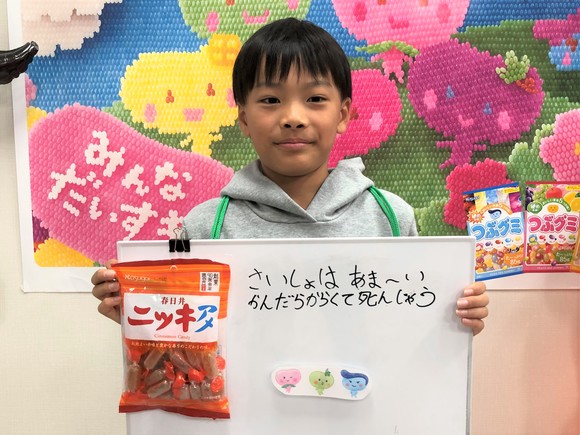 みんな
だいすき
つぶグミ
つぶグミ
春日井
ニッキアメ
Cinnamon Candy
さいしょは あま〜い
かんだらからくて死んじゃう